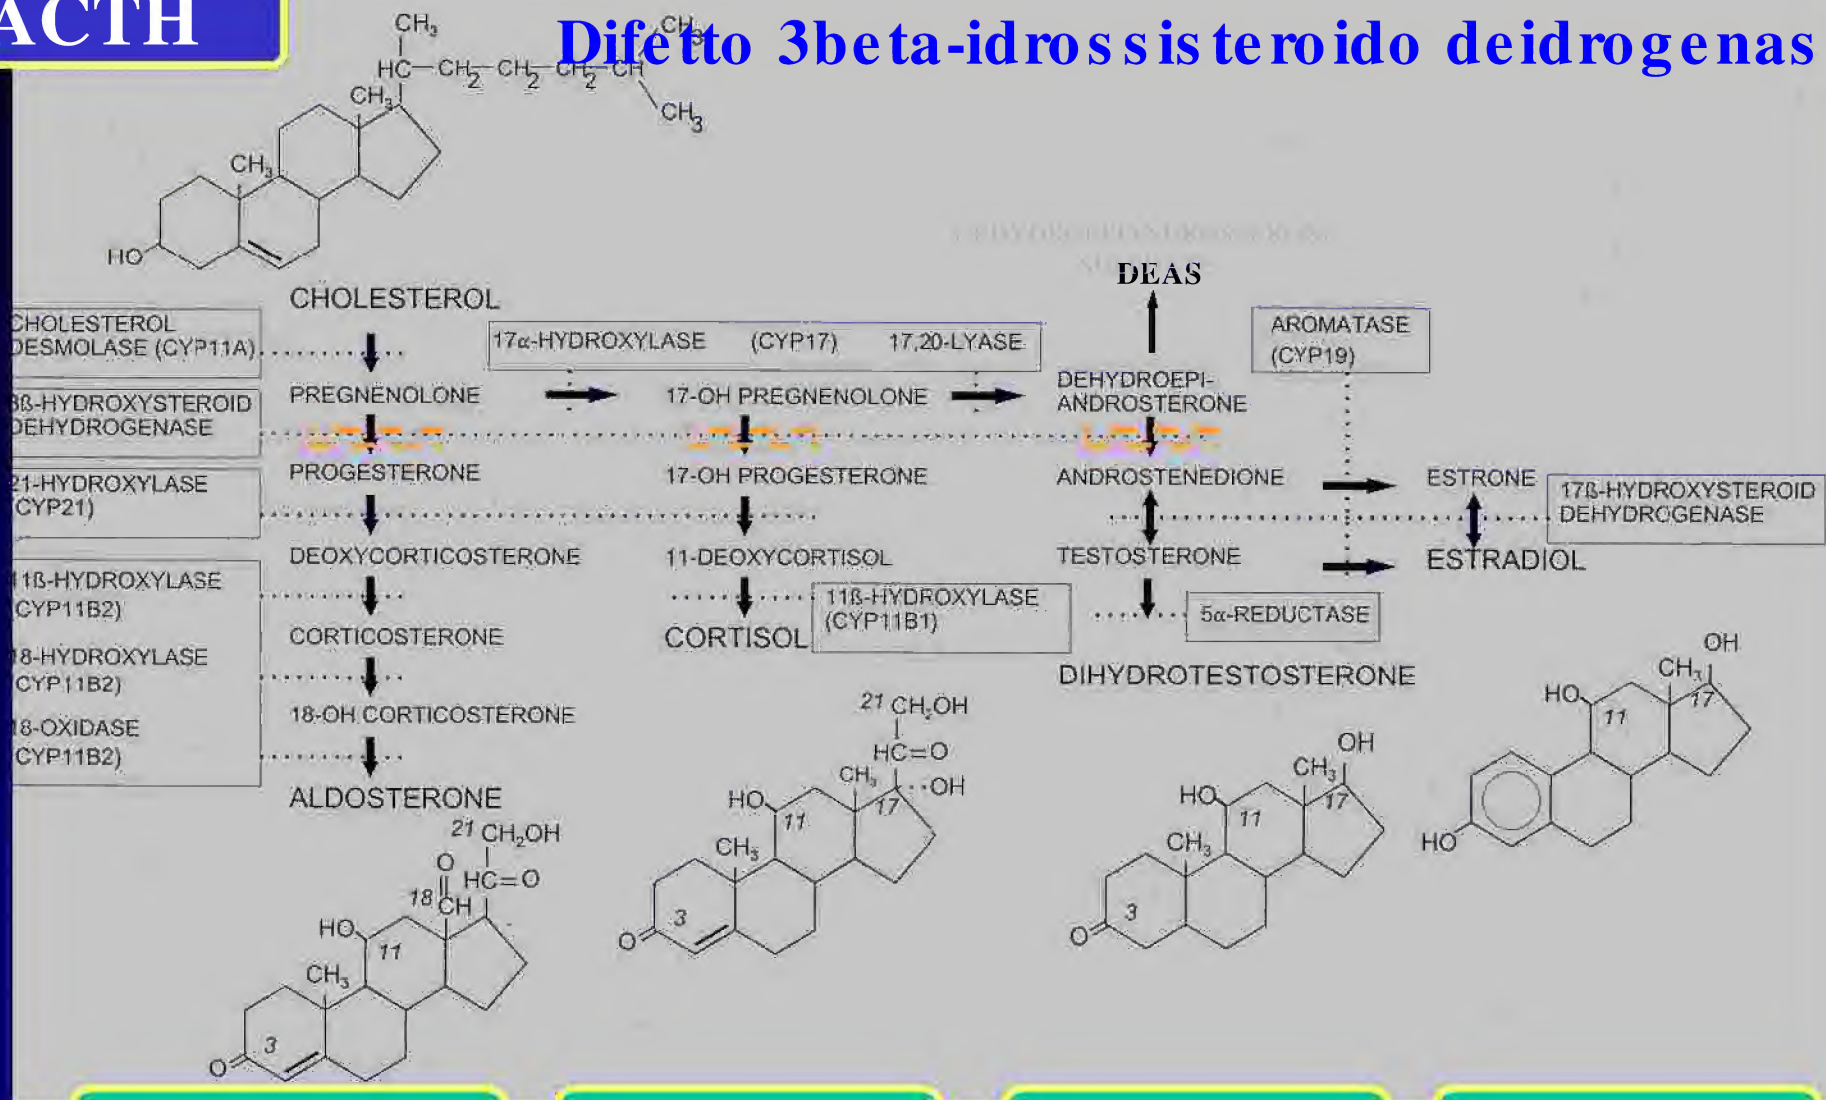 ACTH
Difetto 3beta-idrossisteroido deidrogenas
CH3
CH3
HC—CH2—CH2—CH2—CH
CH3
CH3
CH3
HO
DEAS
CHOLESTEROL
CHOLESTEROL
DESMOLASE (CYP11A)
17α-HYDROXYLASE (CYP17) 17,20-LYASE
AROMATASE
(CYP19)
PREGNENOLONE
17-OH PREGNENOLONE
DEHYDROEPI-
ANDROSTERONE
3ß-HYDROXYSTEROID
DEHYDROGENASE
PROGESTERONE
17-OH PROGESTERONE
ANDROSTENEDIONE
ESTRONE
17ß-HYDROXYSTEROID
DEHYDROGENASE
21-HYDROXYLASE
(CYP21)
DEOXYCORTICOSTERONE
11-DEOXYCORTISOL
TESTOSTERONE
ESTRADIOL
11ß-HYDROXYLASE
(CYP11B2)
11ß-HYDROXYLASE
(CYP11B1)
5α-REDUCTASE
CORTICOSTERONE
CORTISOL
18-HYDROXYLASE
(CYP11B2)
DIHYDROTESTOSTERONE
18-OH CORTICOSTERONE
18-OXIDASE
(CYP11B2)
ALDOSTERONE
21 CH2OH
O
HC=O
18 CH
HO
11
CH3
3
O
21 CH2OH
HC=O
CH3
OH
HO
17
11
CH3
3
O
OH
CH3
HO
17
11
CH3
3
O
OH
CH3
HO
17
11
HO